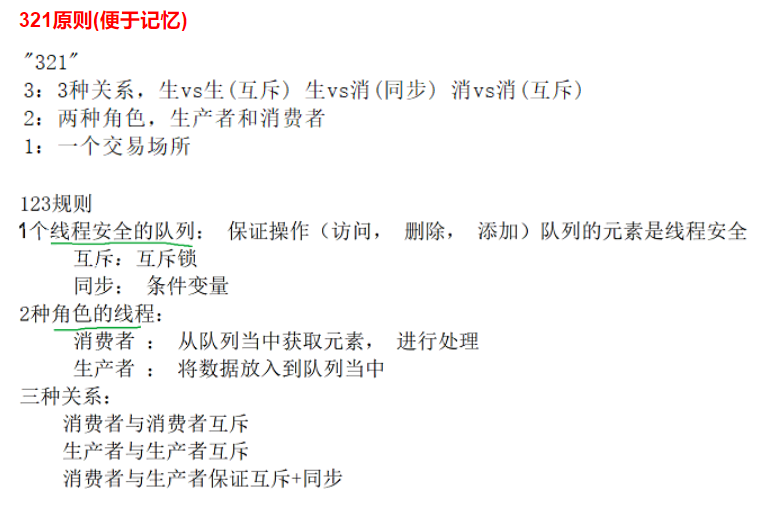 321原则(便于记忆)
"321"
3: 3种关系, 生vs生(互斥) 生vs消(同步) 消vs消(互斥)
2: 两种角色, 生产者和消费者
1: 一个交易场所
123规则
1个线程安全的队列: 保证操作（访问, 删除, 添加）队列的元素是线程安全
互斥: 互斥锁
同步: 条件变量
2种角色的线程:
消费者 : 从队列当中获取元素, 进行处理
生产者 : 将数据放入到队列当中
三种关系:
消费者与消费者互斥
生产者与生产者互斥
消费者与生产者保证互斥+同步